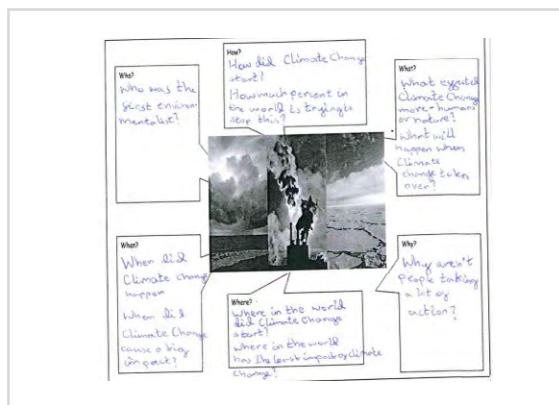 Who?
Who was the
first environ
mentalist?
How?
How did Climate Change
start?
How much percent in
the world is trying to
stop this?
What?
What effected
Climate Change
more - humans
or nature?
What will
happen when
Climate
change takes
over?
When?
When did
Climate change
happen
When did
Climate Change
cause a big
impact?
Where?
Where in the world
did Climate Change
start?
Where in the world
has the least impact of climate
change?
Why?
Why aren't
people taking
a lot of
action?